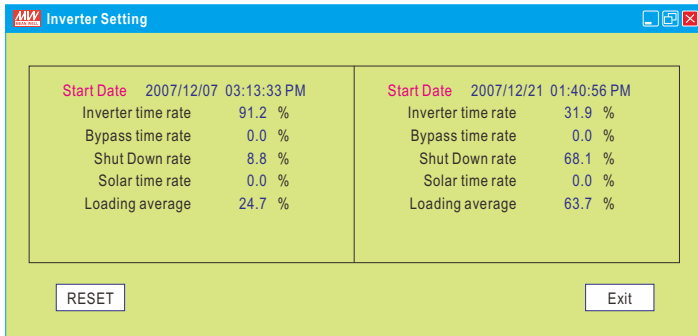 MW MEAN WELL Inverter Setting
Start Date 2007/12/07 03:13:33 PM
Inverter time rate 91.2 %
Bypass time rate 0.0 %
Shut Down rate 8.8 %
Solar time rate 0.0 %
Loading average 24.7 %
Start Date 2007/12/21 01:40:56 PM
Inverter time rate 31.9 %
Bypass time rate 0.0 %
Shut Down rate 68.1 %
Solar time rate 0.0 %
Loading average 63.7 %
RESET
Exit